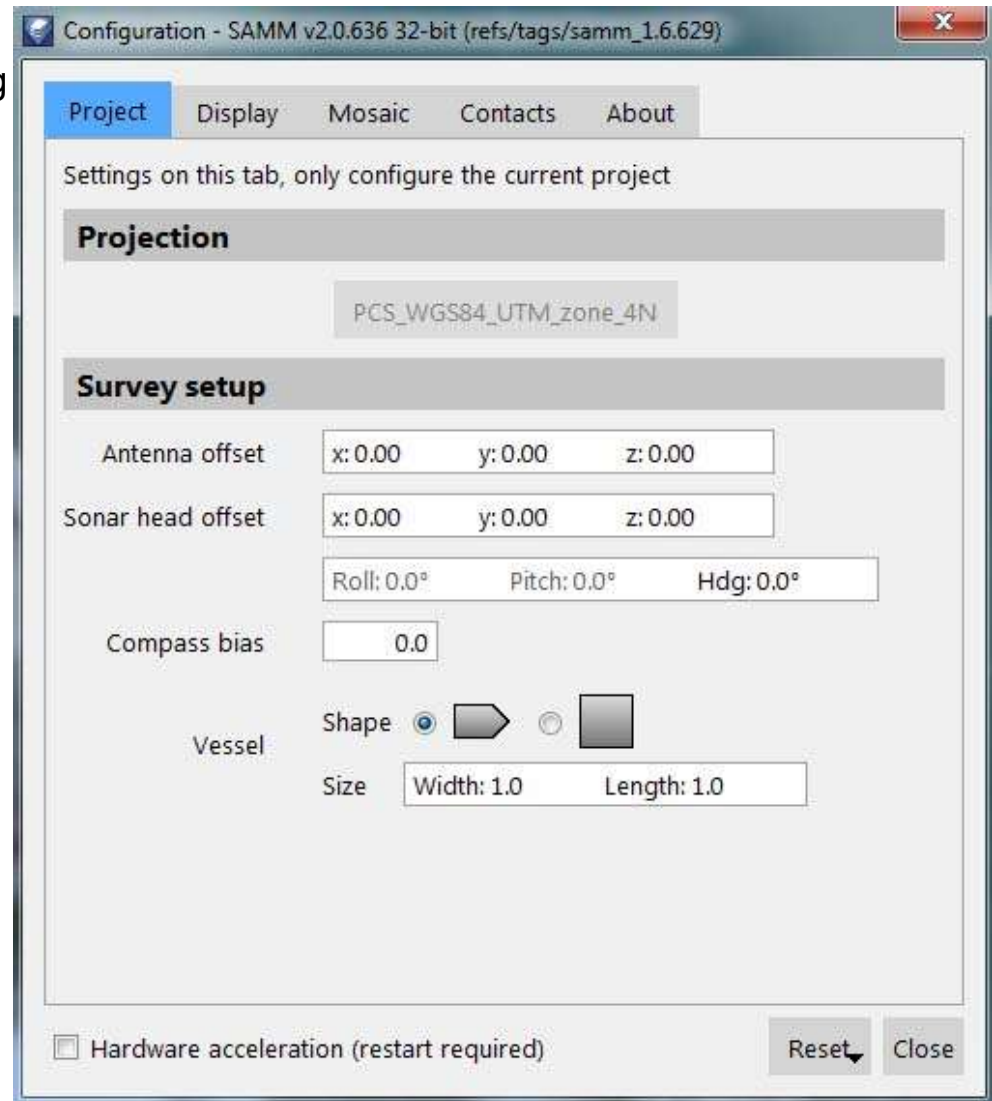 Configuration - SAMM v2.0.636 32-bit (refs/tags/samm_1.6.629)
g
Project Display Mosaic Contacts About
Settings on this tab, only configure the current project
Projection
PCS_WGS84_UTM_zone_4N
Survey setup
Antenna offset x: 0.00 y: 0.00 z: 0.00
Sonar head offset x: 0.00 y: 0.00 z: 0.00
Roll: 0.0° Pitch: 0.0° Hdg: 0.0°
Compass bias 0.0
Shape
Vessel
Size Width: 1.0 Length: 1.0
Hardware acceleration (restart required) Reset Close